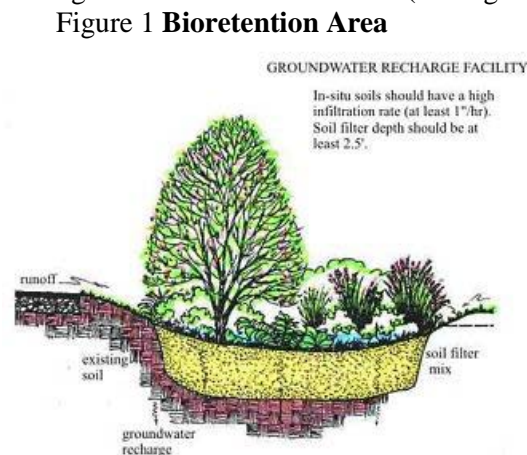 Figure 1 Bioretention Area
GROUNDWATER RECHARGE FACILITY
In-situ soils should have a high
infiltration rate (at least 1"/hr).
Soil filter depth should be at
least 2.5'.
runoff
existing
soil
soil filter
mix
groundwater
recharge